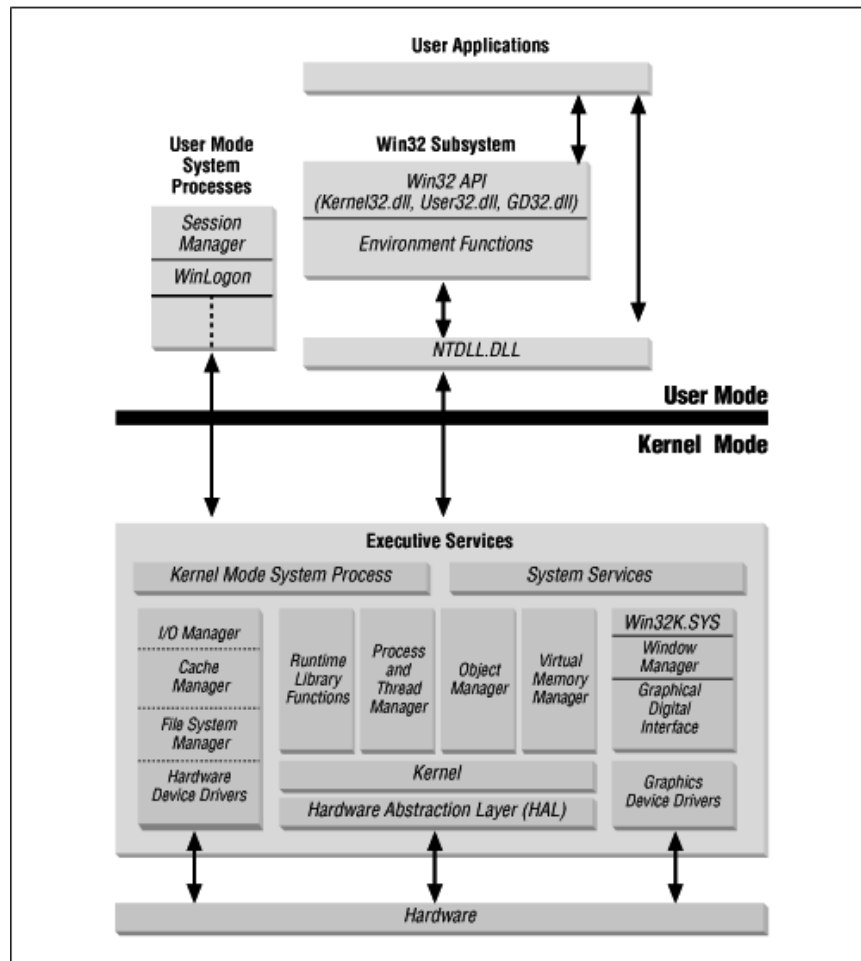 User Applications
User Mode
System
Processes
Win32 Subsystem
Win32 API
(Kernel32.dll, User32.dll, GD32.dll)
Environment Functions
Session
Manager
WinLogon
NTDLL.DLL
User Mode
Kernel Mode
Executive Services
Kernel Mode System Process
System Services
I/O Manager
Cache
Manager
File System
Manager
Hardware
Device Drivers
Runtime
Library
Functions
Process
and
Thread
Manager
Object
Manager
Virtual
Memory
Manager
Win32K.SYS
Window
Manager
Graphical
Digital
Interface
Kernel
Hardware Abstraction Layer (HAL)
Graphics
Device Drivers
Hardware